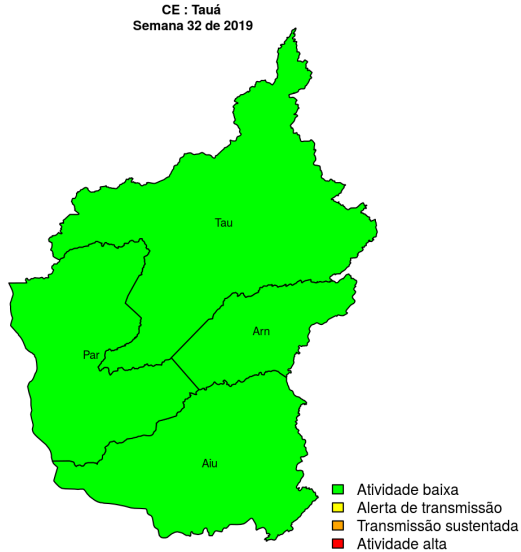 CE : Tauá
Semana 32 de 2019
Tau
Arn
Par
Aiu
Atividade baixa
Alerta de transmissão
Transmissão sustentada
Atividade alta